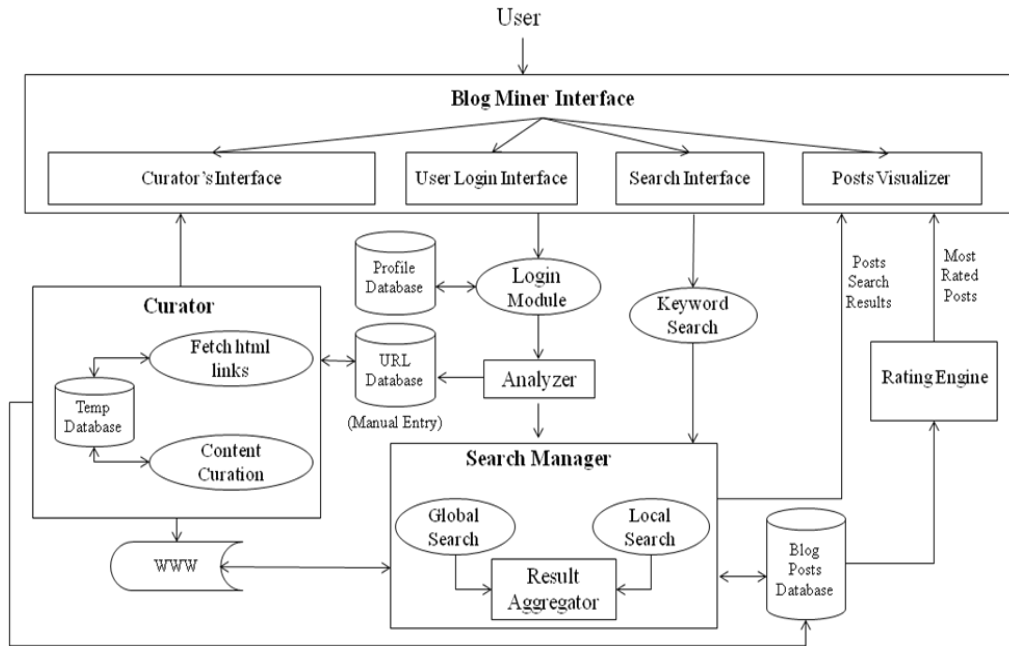 User
Blog Miner Interface
Curator's Interface
User Login Interface
Search Interface
Posts Visualizer
Profile
Database
Login
Module
Posts
Search
Results
Most
Rated
Posts
Curator
Keyword
Search
Fetch html
links
URL
Database
(Manual Entry)
Analyzer
Rating Engine
Temp
Database
Content
Curation
Search Manager
Global
Search
Local
Search
WWW
Result
Aggregator
Blog
Posts
Database